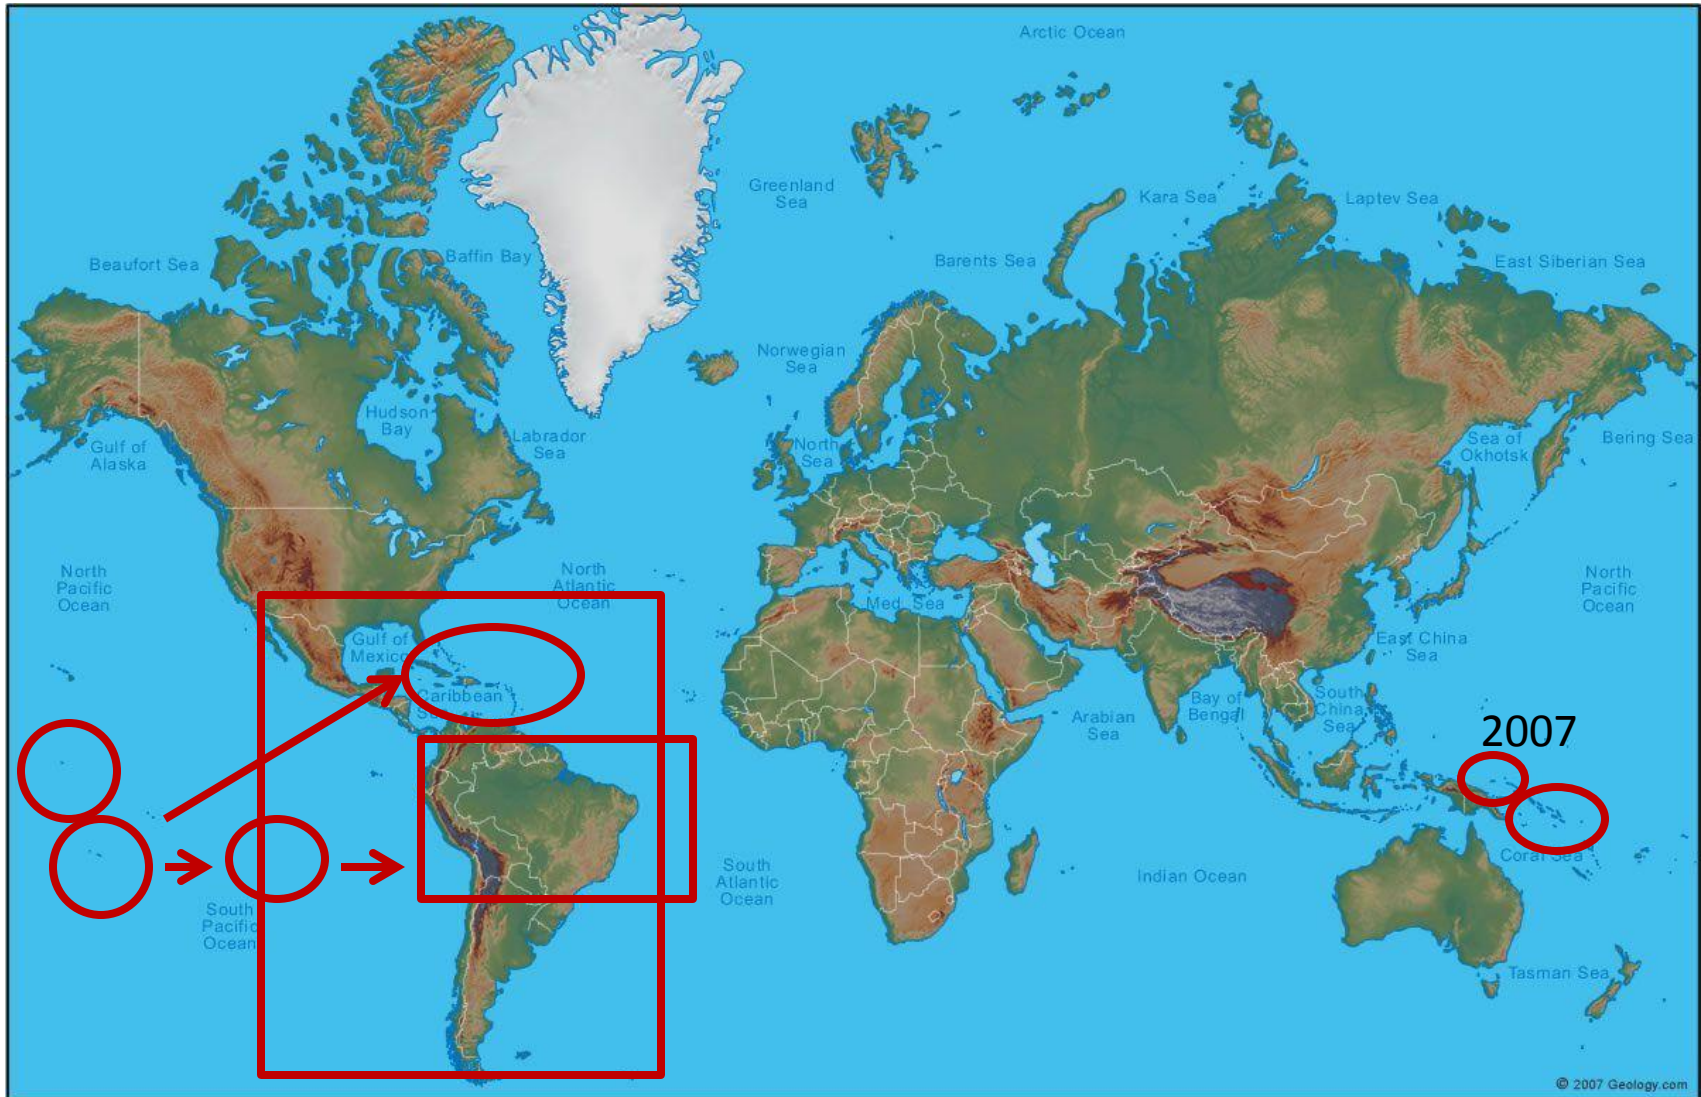 Arctic Ocean
Greenland
Sea
Kara Sea
Laptev Sea
Beaufort Sea
Baffin Bay
Barents Sea
East Siberian Sea
Norwegian
Sea
Hudson
Bay
Gulf of
Alaska
Labrador
Sea
North
Sea
Sea of
Okhotsk
Bering Sea
North
Pacific
Ocean
North
Atlantic
Ocean
Med. Sea
North
Pacific
Ocean
Gulf of
Mexico
East China
Sea
Caribbean
Sea
Arabian
Sea
Bay of
Bengal
South
China
Sea
2007
South
Pacific
Ocean
South
Atlantic
Ocean
Indian Ocean
Coral Sea
Tasman Sea
© 2007 Geology.com